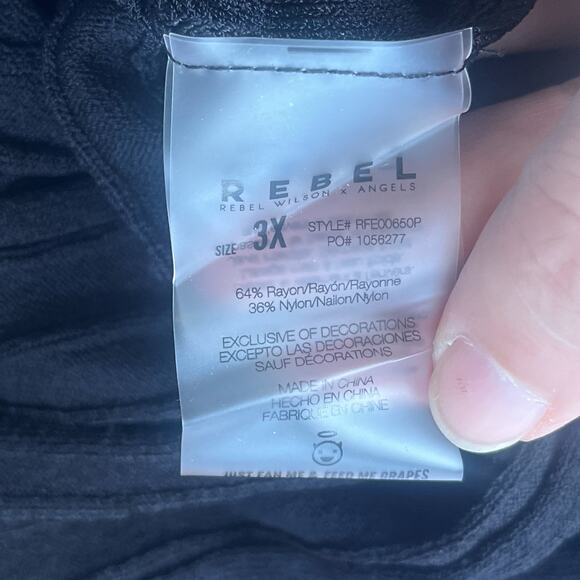 REBEL
REBEL WILSON X ANGELS
SIZE 3X
STYLE# RFE00650P
PO# 1056277
64% Rayon/Rayón/Rayonne
36% Nylon/Nailon/Nylon
EXCLUSIVE OF DECORATIONS
EXCEPTO LAS DECORACIONES
SAUF DÉCORATIONS
MADE IN CHINA
HECHO EN CHINA
FABRIQUÉ EN CHINE
JUST FAN ME & FEED ME GRAPES